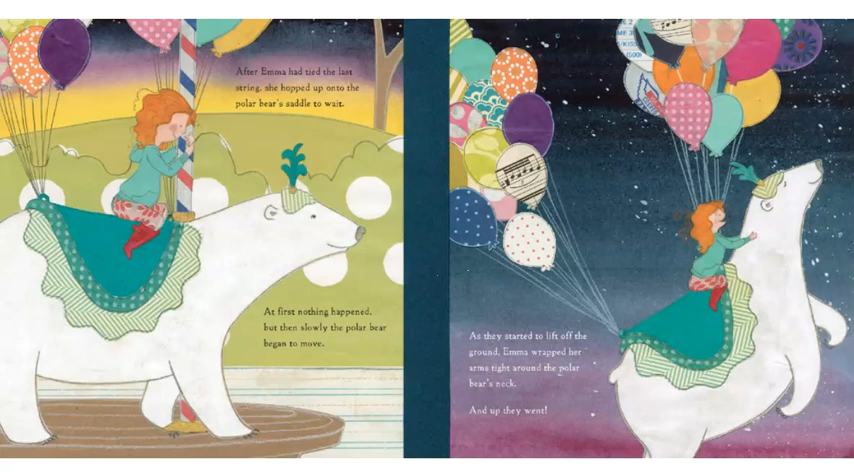 After Emma had tied the last
string, she hopped up onto the
polar bear's saddle to wait.
At first nothing happened,
but then slowly the polar bear
began to move.
As they started to lift off the
ground, Emma wrapped her
arms tight around the polar
bear's neck.
And up they went!